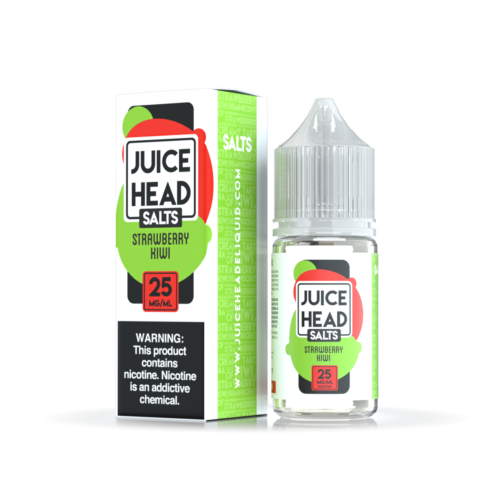 JUICE
HEAD
SALTS
STRAWBERRY
KIWI
25
MG/ML
WARNING:
This product
contains
nicotine. Nicotine
is an addictive
chemical.
SALTS
WWW.JUICEHEADELIQUID.COM
JUICE
HEAD
SALTS
STRAWBERRY
KIWI
25
MG/ML
SALTS